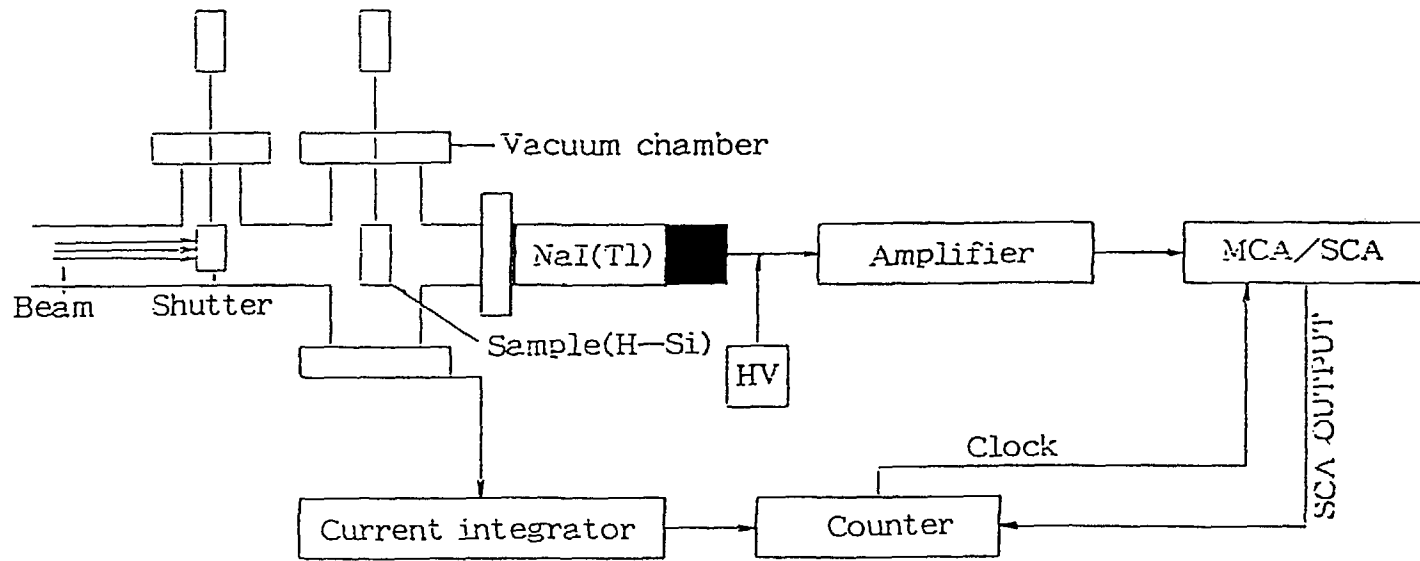 Vacuum chamber
NaI(Tl)
Amplifier
MCA/SCA
Beam
Shutter
Sample(H—Si)
HV
SCA OUTPUT
Clock
Current integrator
Counter